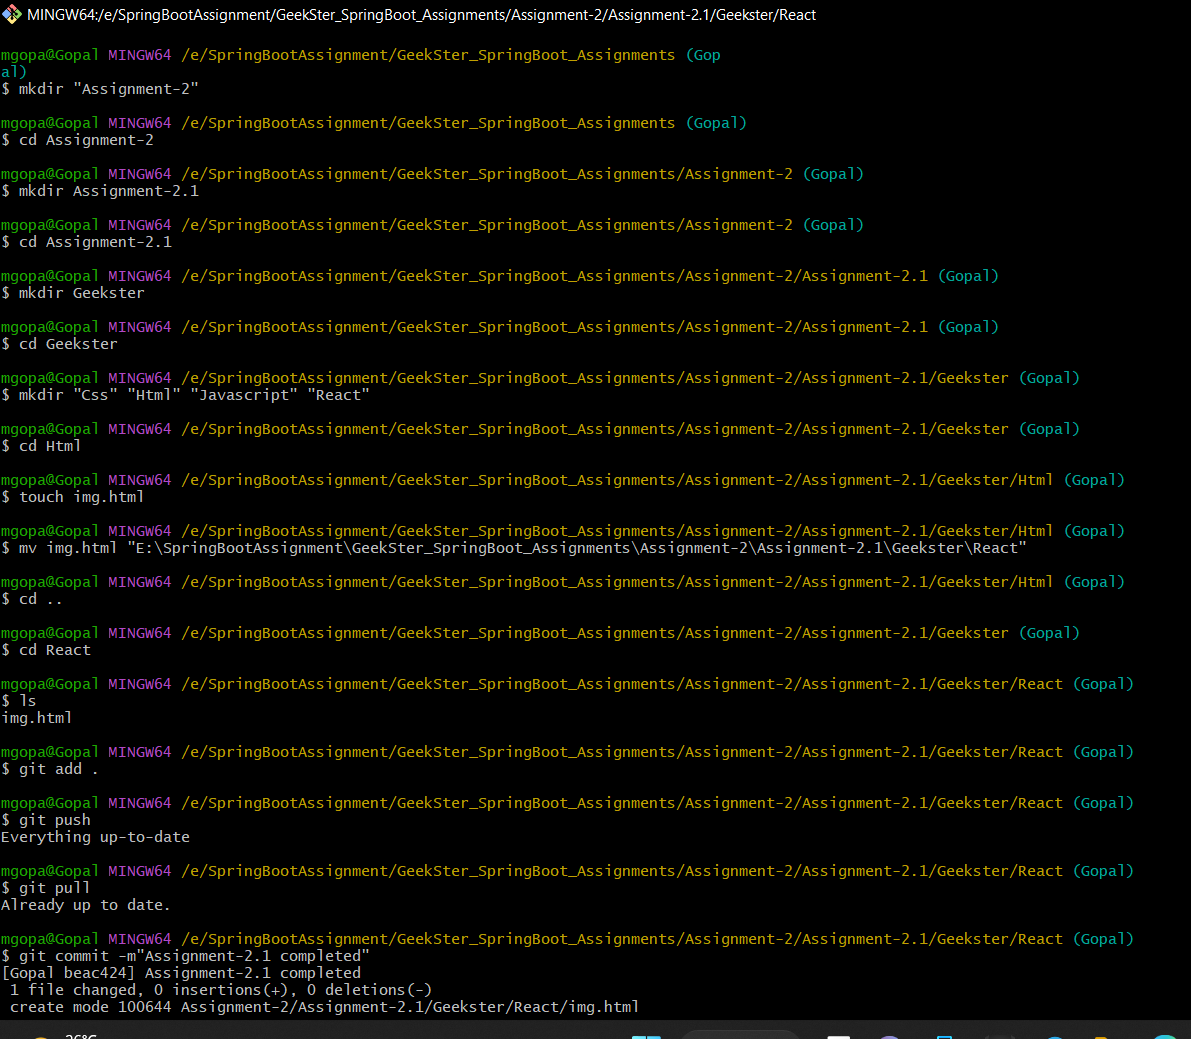 MINGW64:/e/SpringBootAssignment/GeekSter_SpringBoot_Assignments/Assignment-2/Assignment-2.1/Geekster/React
mgopa@Gopal MINGW64 /e/SpringBootAssignment/GeekSter_SpringBoot_Assignments (Gop
al)
$ mkdir "Assignment-2"
mgopa@Gopal MINGW64 /e/SpringBootAssignment/GeekSter_SpringBoot_Assignments (Gopal)
$ cd Assignment-2
mgopa@Gopal MINGW64 /e/SpringBootAssignment/GeekSter_SpringBoot_Assignments/Assignment-2 (Gopal)
$ mkdir Assignment-2.1
mgopa@Gopal MINGW64 /e/SpringBootAssignment/GeekSter_SpringBoot_Assignments/Assignment-2 (Gopal)
$ cd Assignment-2.1
mgopa@Gopal MINGW64 /e/SpringBootAssignment/GeekSter_SpringBoot_Assignments/Assignment-2/Assignment-2.1 (Gopal)
$ mkdir Geekster
mgopa@Gopal MINGW64 /e/SpringBootAssignment/GeekSter_SpringBoot_Assignments/Assignment-2/Assignment-2.1 (Gopal)
$ cd Geekster
mgopa@Gopal MINGW64 /e/SpringBootAssignment/GeekSter_SpringBoot_Assignments/Assignment-2/Assignment-2.1/Geekster (Gopal)
$ mkdir "Css" "Html" "Javascript" "React"
mgopa@Gopal MINGW64 /e/SpringBootAssignment/GeekSter_SpringBoot_Assignments/Assignment-2/Assignment-2.1/Geekster (Gopal)
$ cd Html
mgopa@Gopal MINGW64 /e/SpringBootAssignment/GeekSter_SpringBoot_Assignments/Assignment-2/Assignment-2.1/Geekster/Html (Gopal)
$ touch img.html
mgopa@Gopal MINGW64 /e/SpringBootAssignment/GeekSter_SpringBoot_Assignments/Assignment-2/Assignment-2.1/Geekster/Html (Gopal)
$ mv img.html "E:\SpringBootAssignment\GeekSter_SpringBoot_Assignments\Assignment-2\Assignment-2.1\Geekster\React"
mgopa@Gopal MINGW64 /e/SpringBootAssignment/GeekSter_SpringBoot_Assignments/Assignment-2/Assignment-2.1/Geekster/Html (Gopal)
$ cd ..
mgopa@Gopal MINGW64 /e/SpringBootAssignment/GeekSter_SpringBoot_Assignments/Assignment-2/Assignment-2.1/Geekster (Gopal)
$ cd React
mgopa@Gopal MINGW64 /e/SpringBootAssignment/GeekSter_SpringBoot_Assignments/Assignment-2/Assignment-2.1/Geekster/React (Gopal)
$ ls
img.html
mgopa@Gopal MINGW64 /e/SpringBootAssignment/GeekSter_SpringBoot_Assignments/Assignment-2/Assignment-2.1/Geekster/React (Gopal)
$ git add .
mgopa@Gopal MINGW64 /e/SpringBootAssignment/GeekSter_SpringBoot_Assignments/Assignment-2/Assignment-2.1/Geekster/React (Gopal)
$ git push
Everything up-to-date
mgopa@Gopal MINGW64 /e/SpringBootAssignment/GeekSter_SpringBoot_Assignments/Assignment-2/Assignment-2.1/Geekster/React (Gopal)
$ git pull
Already up to date.
mgopa@Gopal MINGW64 /e/SpringBootAssignment/GeekSter_SpringBoot_Assignments/Assignment-2/Assignment-2.1/Geekster/React (Gopal)
$ git commit -m"Assignment-2.1 completed"
[Gopal beac424] Assignment-2.1 completed
 1 file changed, 0 insertions(+), 0 deletions(-)
 create mode 100644 Assignment-2/Assignment-2.1/Geekster/React/img.html